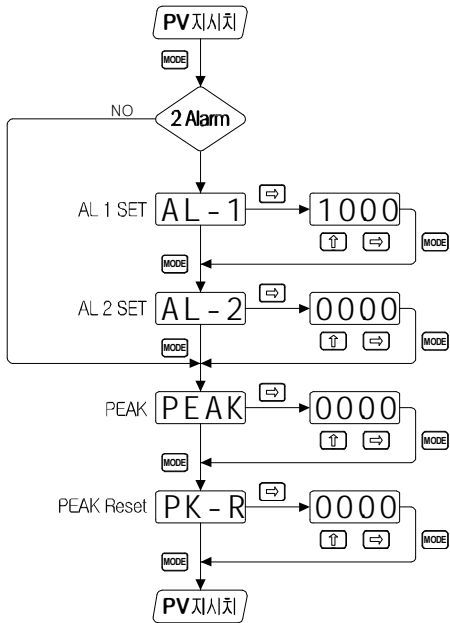 PV지시치
MODE
NO
2 Alarm
AL 1 SET AL-1 ⇨ 1000
⇧ ⇨ MODE
MODE
AL 2 SET AL-2 ⇨ 0000
⇧ ⇨ MODE
MODE
PEAK PEAK ⇨ 0000
⇧ ⇨ MODE
MODE
PEAK Reset PK-R ⇨ 0000
⇧ ⇨ MODE
MODE
PV지시치